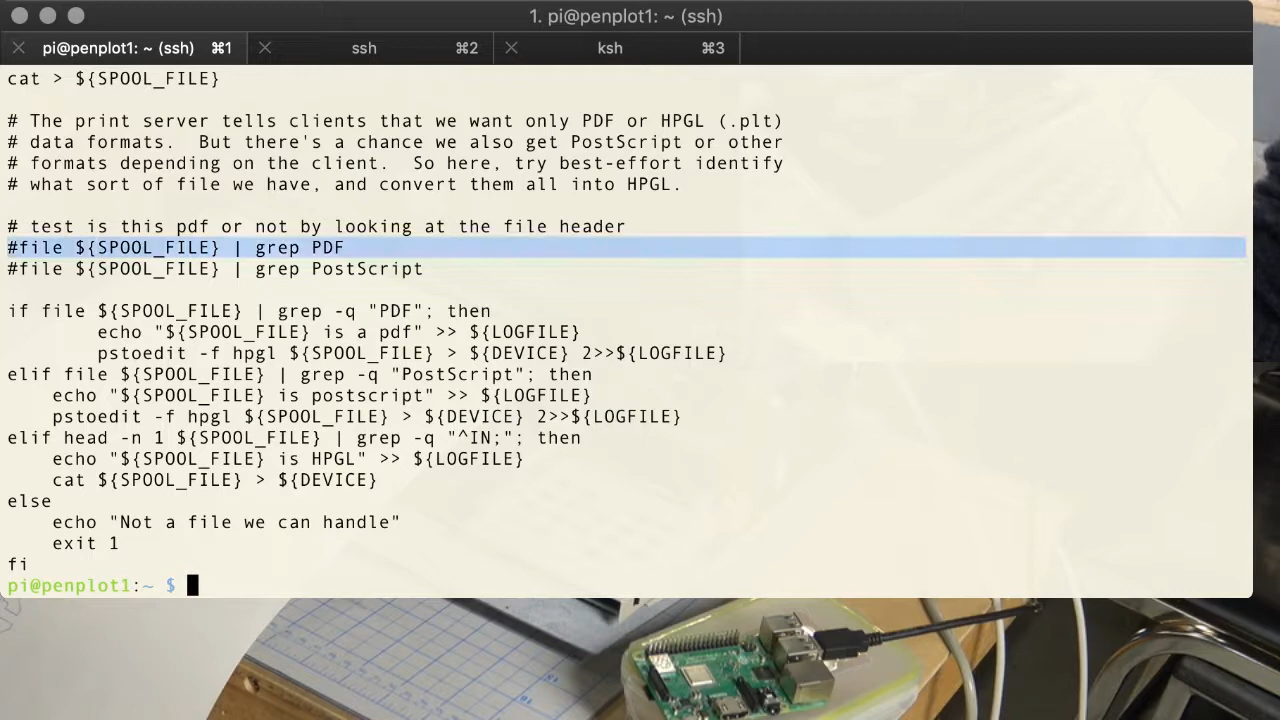 1. pi@penplot1: ~ (ssh)
pi@penplot1: ~ (ssh) ⌘1 ssh ⌘2 ksh ⌘3
cat > ${SPOOL_FILE}
# The print server tells clients that we want only PDF or HPGL (.plt)
# data formats.  But there's a chance we also get PostScript or other
# formats depending on the client.  So here, try best-effort identify
# what sort of file we have, and convert them all into HPGL.
# test is this pdf or not by looking at the file header
#file ${SPOOL_FILE} | grep PDF
#file ${SPOOL_FILE} | grep PostScript
if file ${SPOOL_FILE} | grep -q "PDF"; then
        echo "${SPOOL_FILE} is a pdf" >> ${LOGFILE}
        pstoedit -f hpgl ${SPOOL_FILE} > ${DEVICE} 2>>${LOGFILE}
elif file ${SPOOL_FILE} | grep -q "PostScript"; then
    echo "${SPOOL_FILE} is postscript" >> ${LOGFILE}
    pstoedit -f hpgl ${SPOOL_FILE} > ${DEVICE} 2>>${LOGFILE}
elif head -n 1 ${SPOOL_FILE} | grep -q "^IN;"; then
    echo "${SPOOL_FILE} is HPGL" >> ${LOGFILE}
    cat ${SPOOL_FILE} > ${DEVICE}
else
    echo "Not a file we can handle"
    exit 1
fi
pi@penplot1:~ $